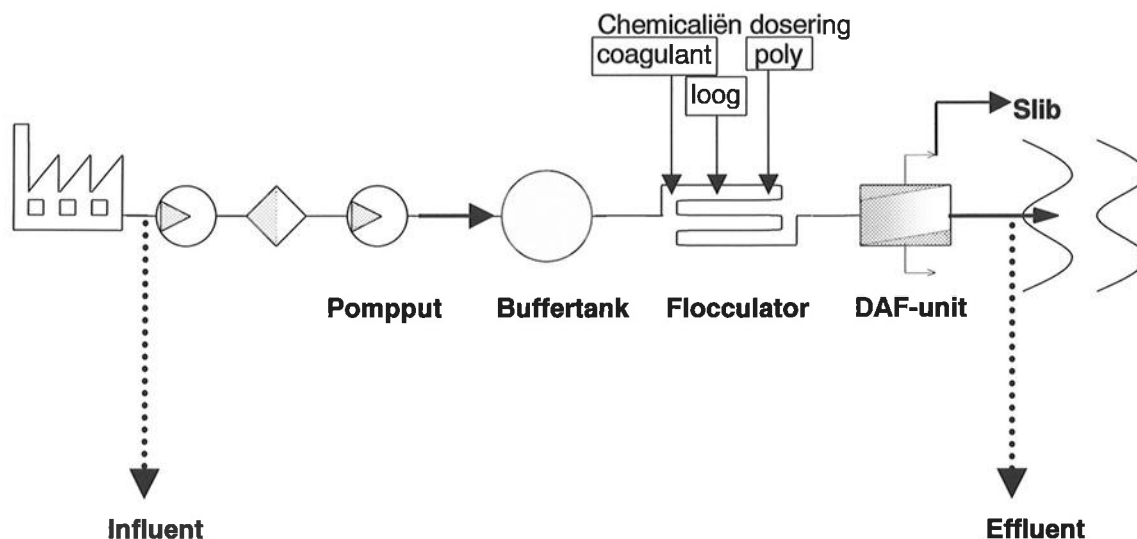 Chemicaliën dosering
coagulant
poly
loog
Slib
Pompput
Buffertank
Flocculator
DAF-unit
Influent
Effluent